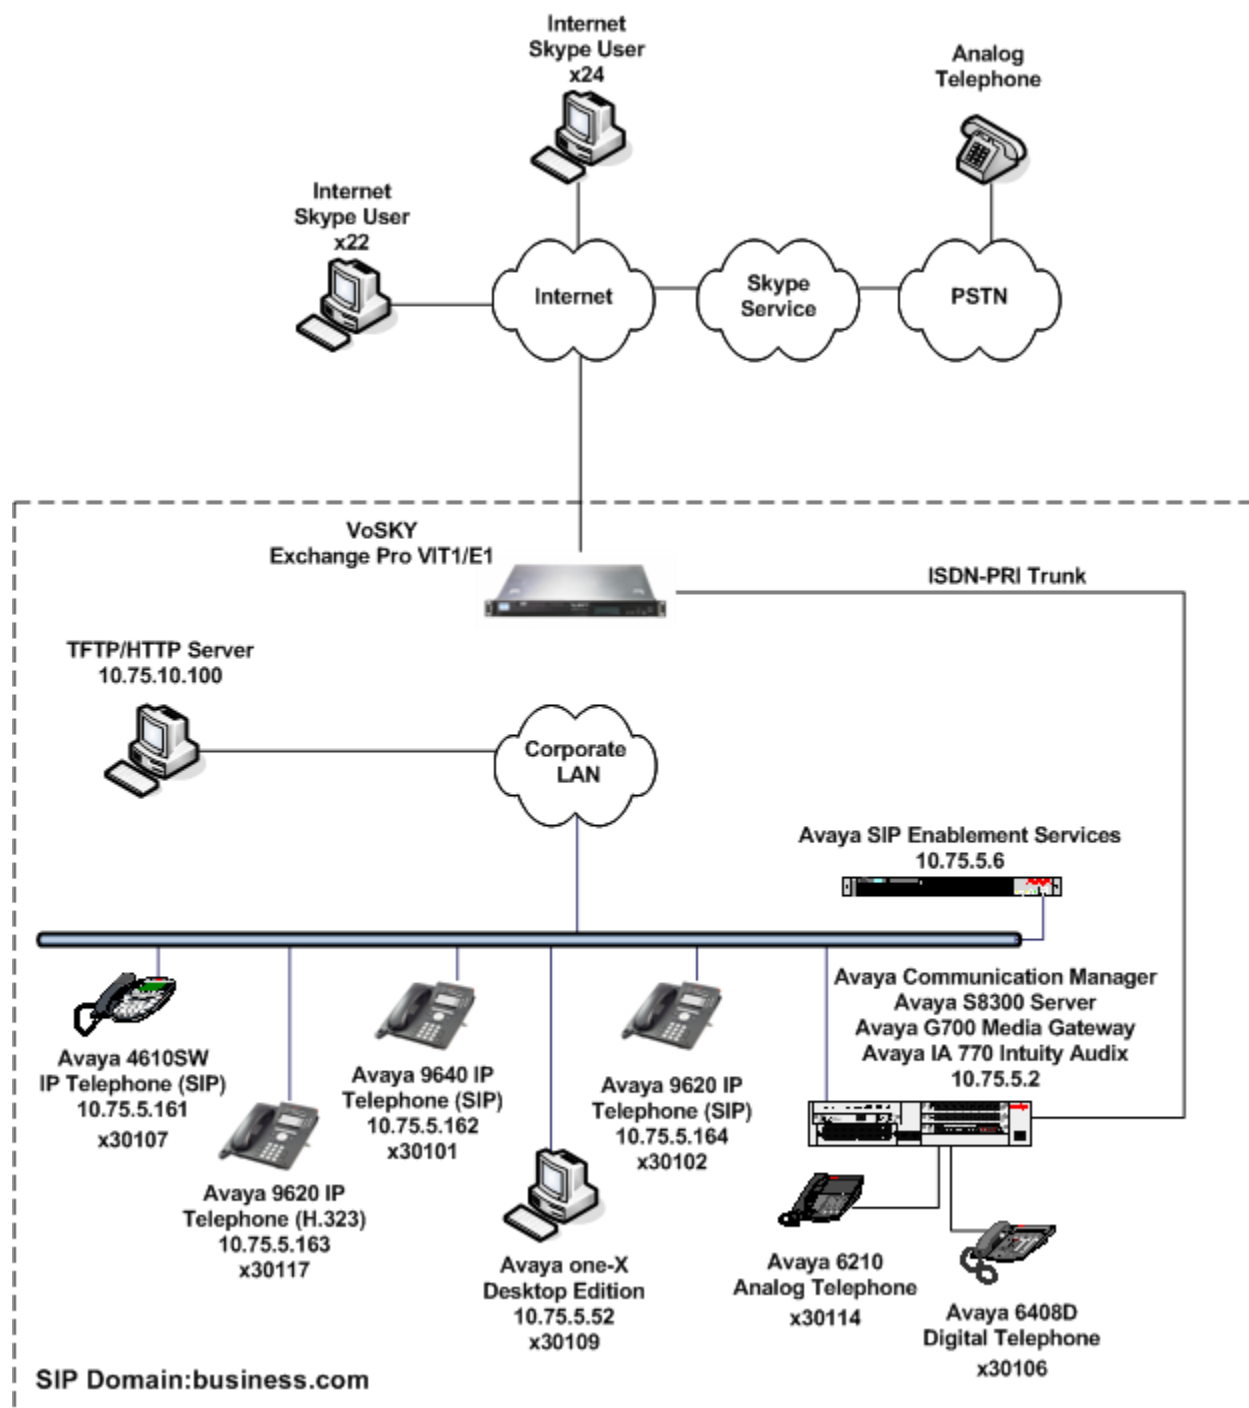 Internet
Skype User
x24
Analog
Telephone
Internet
Skype User
x22
Internet
Skype
Service
PSTN
VoSKY
Exchange Pro VIT1/E1
ISDN-PRI Trunk
TFTP/HTTP Server
10.75.10.100
Corporate
LAN
Avaya SIP Enablement Services
10.75.5.6
Avaya Communication Manager
Avaya S8300 Server
Avaya G700 Media Gateway
Avaya IA 770 Intuity Audix
10.75.5.2
Avaya 4610SW
IP Telephone (SIP)
10.75.5.161
x30107
Avaya 9640 IP
Telephone (SIP)
10.75.5.162
x30101
Avaya 9620 IP
Telephone (SIP)
10.75.5.164
x30102
Avaya 9620 IP
Telephone (H.323)
10.75.5.163
x30117
Avaya one-X
Desktop Edition
10.75.5.52
x30109
Avaya 6210
Analog Telephone
x30114
Avaya 6408D
Digital Telephone
x30106
SIP Domain:business.com